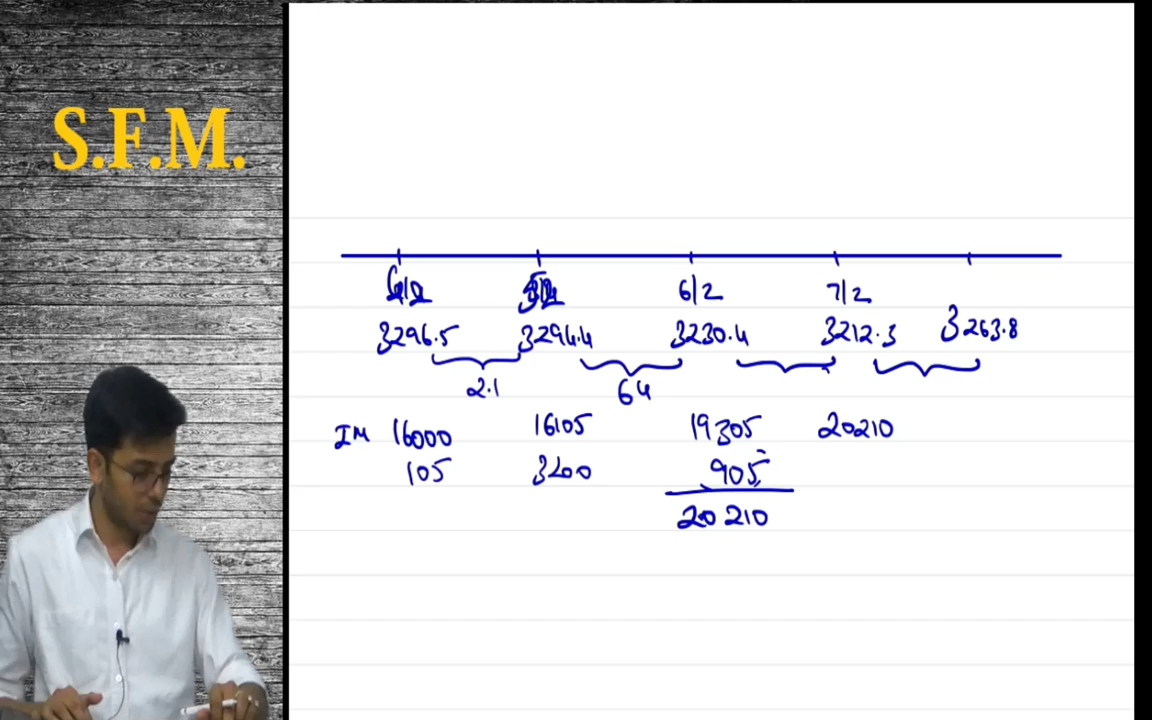 S.F.M.
6/2 7/2
3296.5 3294.4 3230.4 3212.3 3263.8
2.1 64
IM 16000 16105 19305 20210
105 3200 905
20210